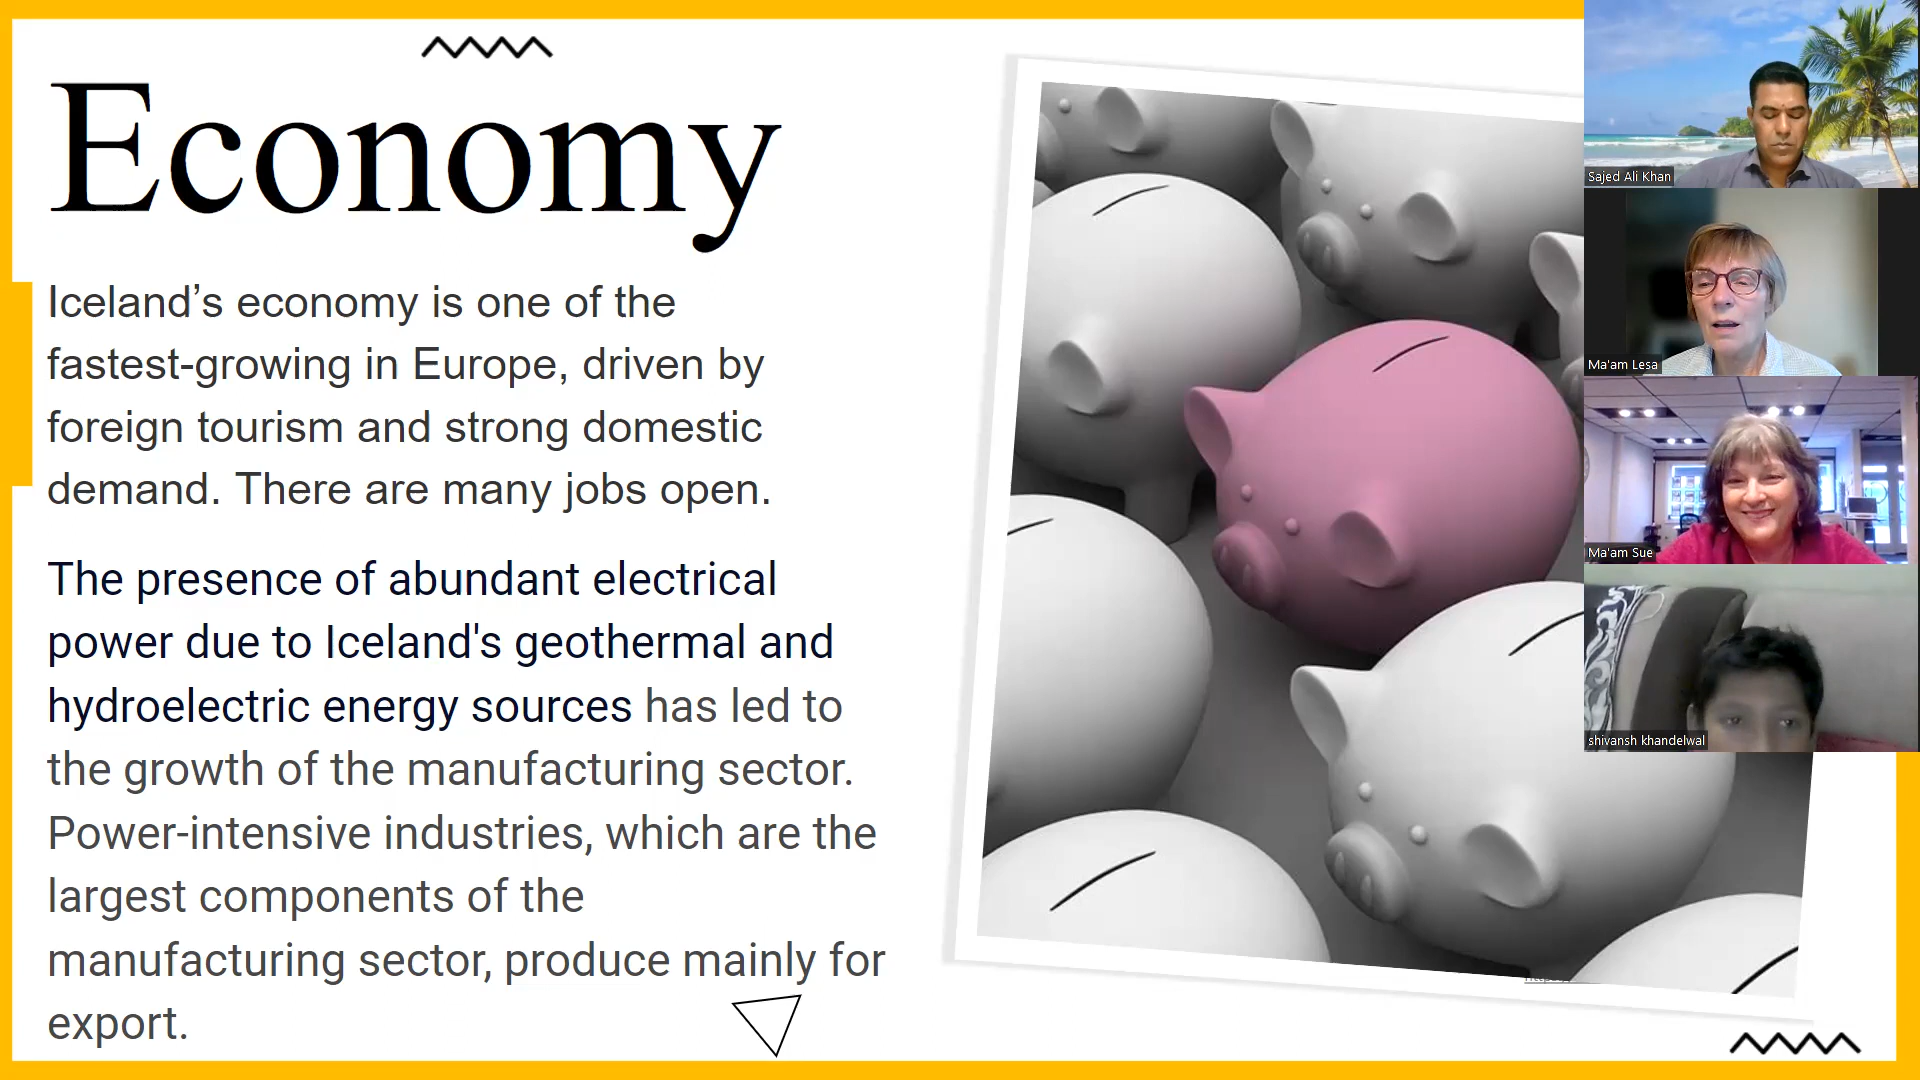 Economy
Iceland’s economy is one of the
fastest-growing in Europe, driven by
foreign tourism and strong domestic
demand. There are many jobs open.
The presence of abundant electrical
power due to Iceland's geothermal and
hydroelectric energy sources has led to
the growth of the manufacturing sector.
Power-intensive industries, which are the
largest components of the
manufacturing sector, produce mainly for
export.
Sajed Ali Khan
Ma'am Lesa
Ma'am Sue
shivansh khandelwal